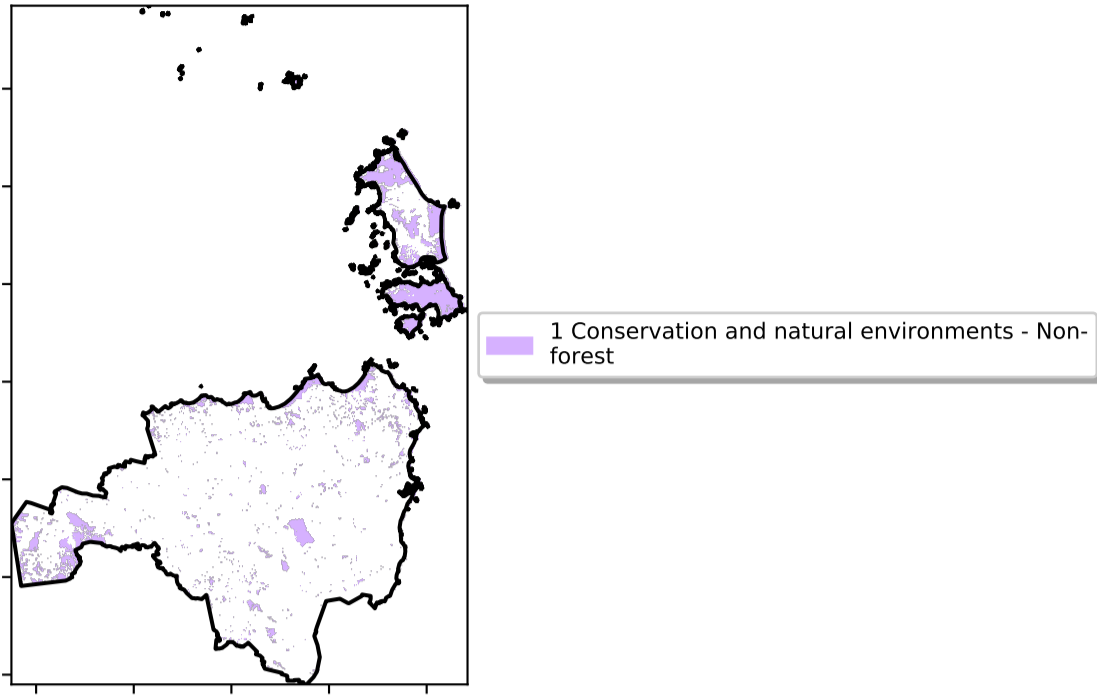 1 Conservation and natural environments - Non-
forest